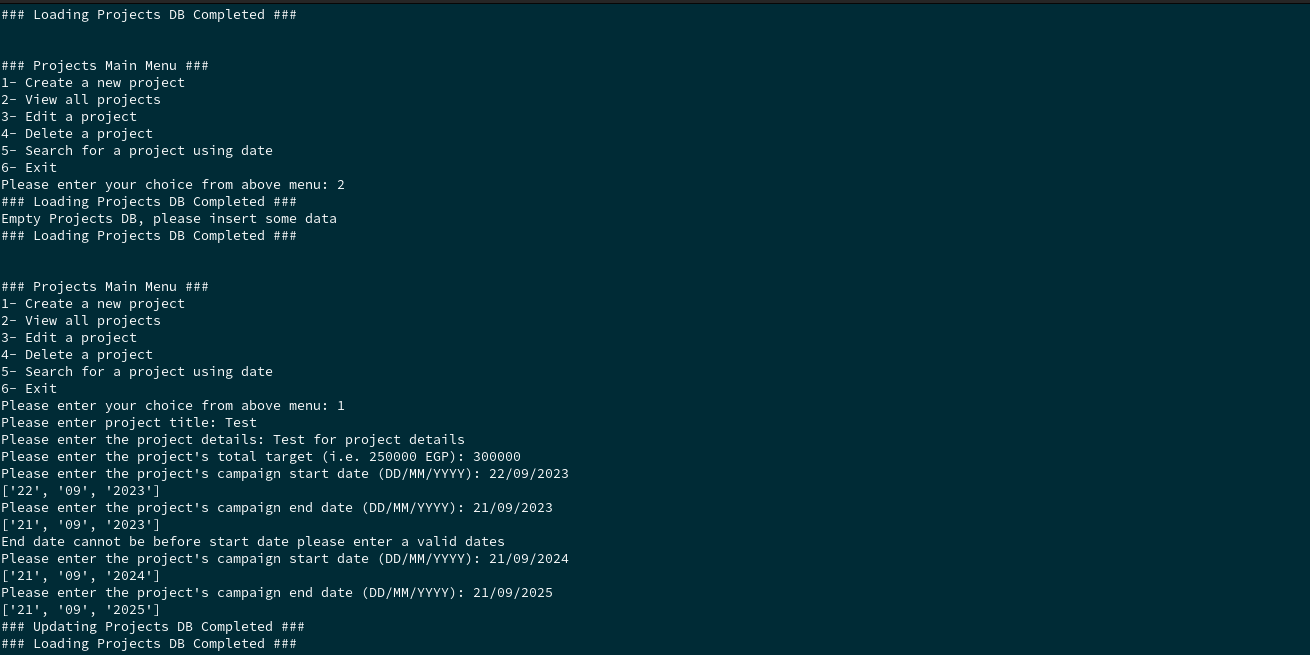 ### Loading Projects DB Completed ###
### Projects Main Menu ###
1- Create a new project
2- View all projects
3- Edit a project
4- Delete a project
5- Search for a project using date
6- Exit
Please enter your choice from above menu: 2
### Loading Projects DB Completed ###
Empty Projects DB, please insert some data
### Loading Projects DB Completed ###
### Projects Main Menu ###
1- Create a new project
2- View all projects
3- Edit a project
4- Delete a project
5- Search for a project using date
6- Exit
Please enter your choice from above menu: 1
Please enter project title: Test
Please enter the project details: Test for project details
Please enter the project's total target (i.e. 250000 EGP): 300000
Please enter the project's campaign start date (DD/MM/YYYY): 22/09/2023
['22', '09', '2023']
Please enter the project's campaign end date (DD/MM/YYYY): 21/09/2023
['21', '09', '2023']
End date cannot be before start date please enter a valid dates
Please enter the project's campaign start date (DD/MM/YYYY): 21/09/2024
['21', '09', '2024']
Please enter the project's campaign end date (DD/MM/YYYY): 21/09/2025
['21', '09', '2025']
### Updating Projects DB Completed ###
### Loading Projects DB Completed ###